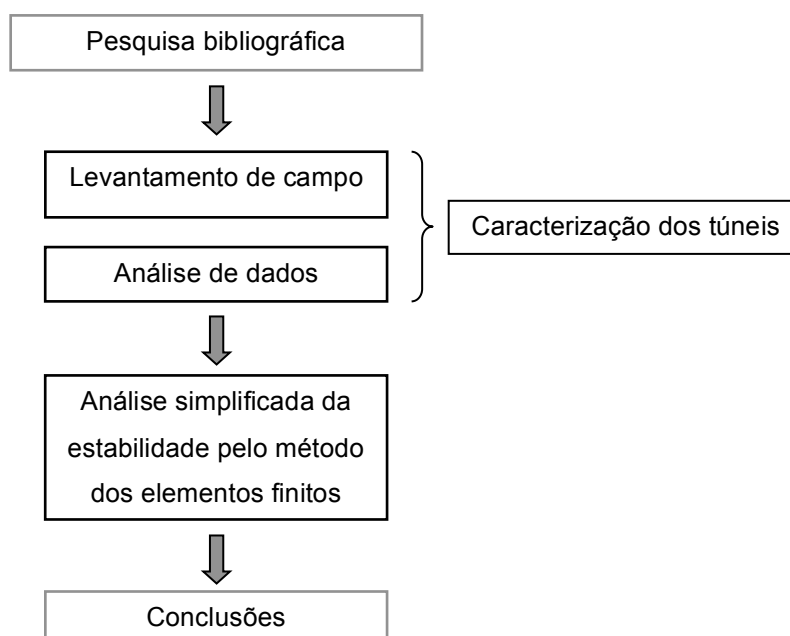 Pesquisa bibliográfica
Levantamento de campo
Caracterização dos túneis
Análise de dados
Análise simplificada da
estabilidade pelo método
dos elementos finitos
Conclusões